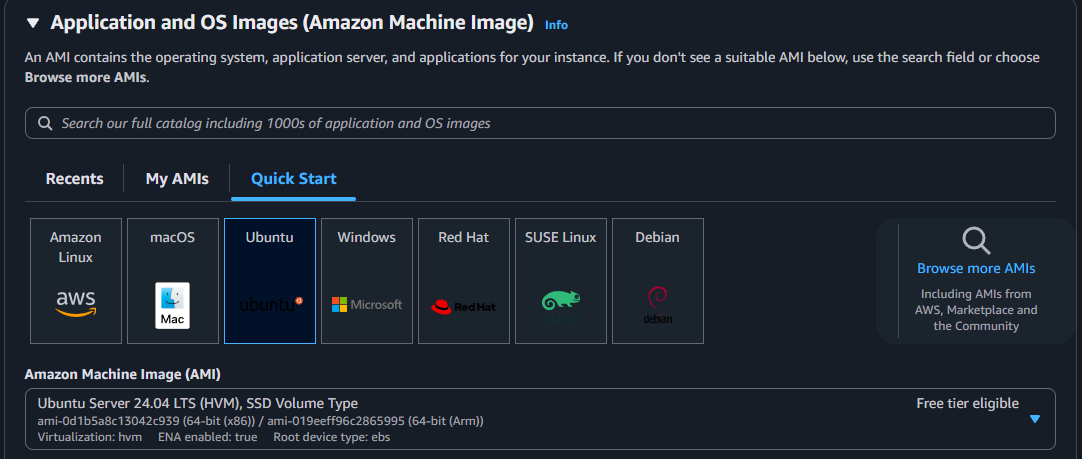 Application and OS Images (Amazon Machine Image) Info
An AMI contains the operating system, application server, and applications for your instance. If you don't see a suitable AMI below, use the search field or choose
Browse more AMIs.
Search our full catalog including 1000s of application and OS images
Recents
My AMIs
Quick Start
Amazon
Linux
aws
macOS
Mac
Ubuntu
ubuntu
Windows
Microsoft
Red Hat
Red Hat
SUSE Linux
Debian
debian
Browse more AMIs
Including AMIs from
AWS, Marketplace and
the Community
Amazon Machine Image (AMI)
Ubuntu Server 24.04 LTS (HVM), SSD Volume Type
Free tier eligible
ami-0d1b5a8c13042c939 (64-bit (x86)) / ami-019eeff96c2865995 (64-bit (Arm))
Virtualization: hvm ENA enabled: true Root device type: ebs